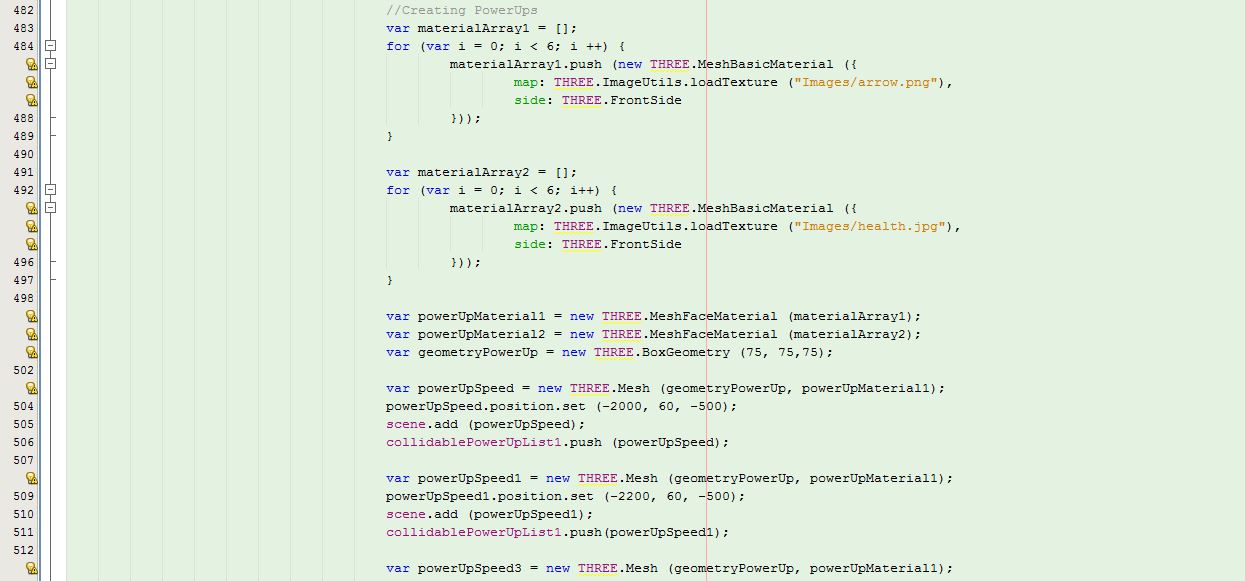 482 //Creating PowerUps
483 var materialArray1 = [];
484 for (var i = 0; i < 6; i ++) {
materialArray1.push (new THREE.MeshBasicMaterial ({
map: THREE.ImageUtils.loadTexture ("Images/arrow.png"),
side: THREE.FrontSide
488 }));
489 }
490
491 var materialArray2 = [];
492 for (var i = 0; i < 6; i++) {
materialArray2.push (new THREE.MeshBasicMaterial ({
map: THREE.ImageUtils.loadTexture ("Images/health.jpg"),
side: THREE.FrontSide
496 }));
497 }
498
var powerUpMaterial1 = new THREE.MeshFaceMaterial (materialArray1);
var powerUpMaterial2 = new THREE.MeshFaceMaterial (materialArray2);
var geometryPowerUp = new THREE.BoxGeometry (75, 75,75);
502
var powerUpSpeed = new THREE.Mesh (geometryPowerUp, powerUpMaterial1);
504 powerUpSpeed.position.set (-2000, 60, -500);
505 scene.add (powerUpSpeed);
506 collidablePowerUpList1.push (powerUpSpeed);
507
var powerUpSpeed1 = new THREE.Mesh (geometryPowerUp, powerUpMaterial1);
509 powerUpSpeed1.position.set (-2200, 60, -500);
510 scene.add (powerUpSpeed1);
511 collidablePowerUpList1.push(powerUpSpeed1);
512
var powerUpSpeed3 = new THREE.Mesh (geometryPowerUp, powerUpMaterial1);